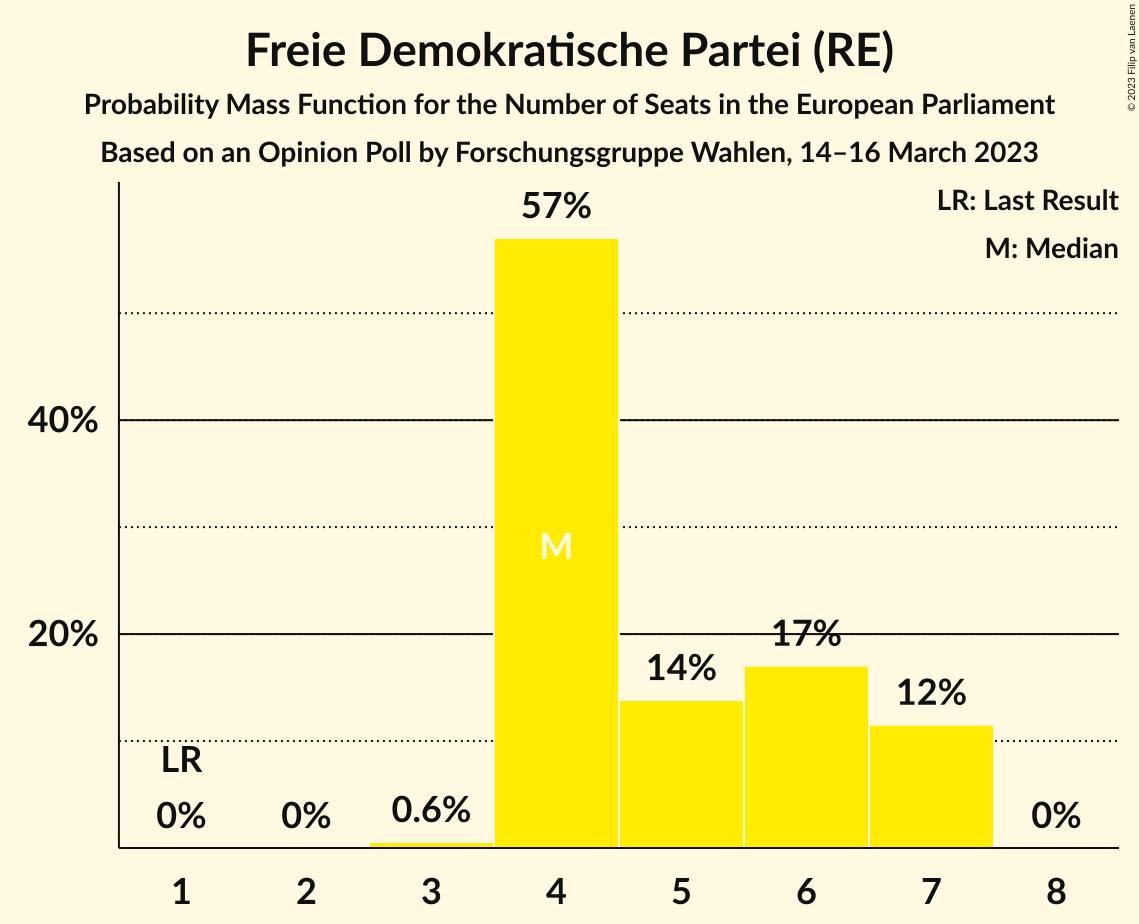 Freie Demokratische Partei (RE)
Probability Mass Function for the Number of Seats in the European Parliament
Based on an Opinion Poll by Forschungsgruppe Wahlen, 14–16 March 2023
© 2023 Filip van Laenen
LR: Last Result
M: Median
57%
40%
M
20%
17%
14%
12%
LR
0%
0%
0.6%
0%
1 2 3 4 5 6 7 8